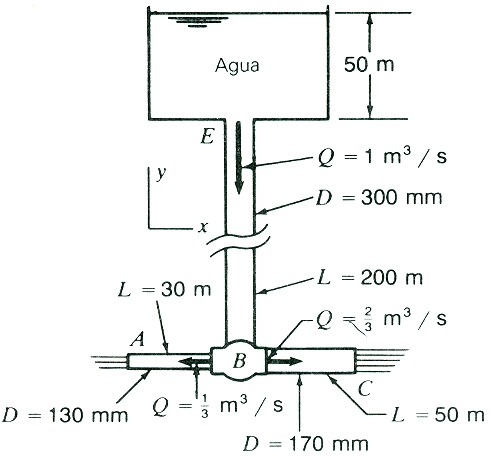 Agua
50 m
E
Q = 1 m³ / s
y
D = 300 mm
x
L = 200 m
L = 30 m
Q = 2/3 m³ / s
A
B
C
D = 130 mm
Q = 1/3 m³ / s
L = 50 m
D = 170 mm